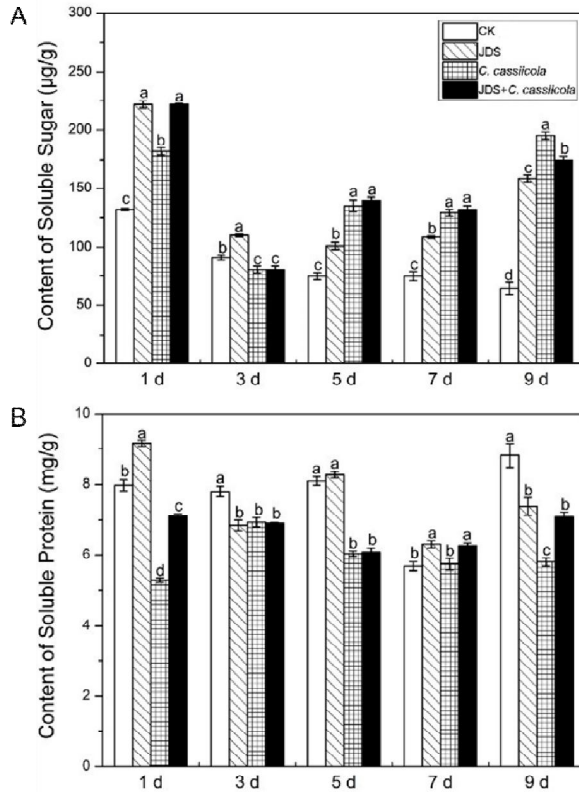 A
Content of Soluble Sugar (μg/g)
300
250
200
150
100
50
0
CK
JDS
C. cassiicola
JDS+C. cassiicola
c
a
b
a
b
a
c
c
c
b
a
a
c
b
a
a
d
c
a
b
1 d
3 d
5 d
7 d
9 d
B
Content of Soluble Protein (mg/g)
10
8
6
4
2
0
b
a
d
c
a
b
b
b
a
a
b
b
b
a
b
a
a
b
c
b
1 d
3 d
5 d
7 d
9 d